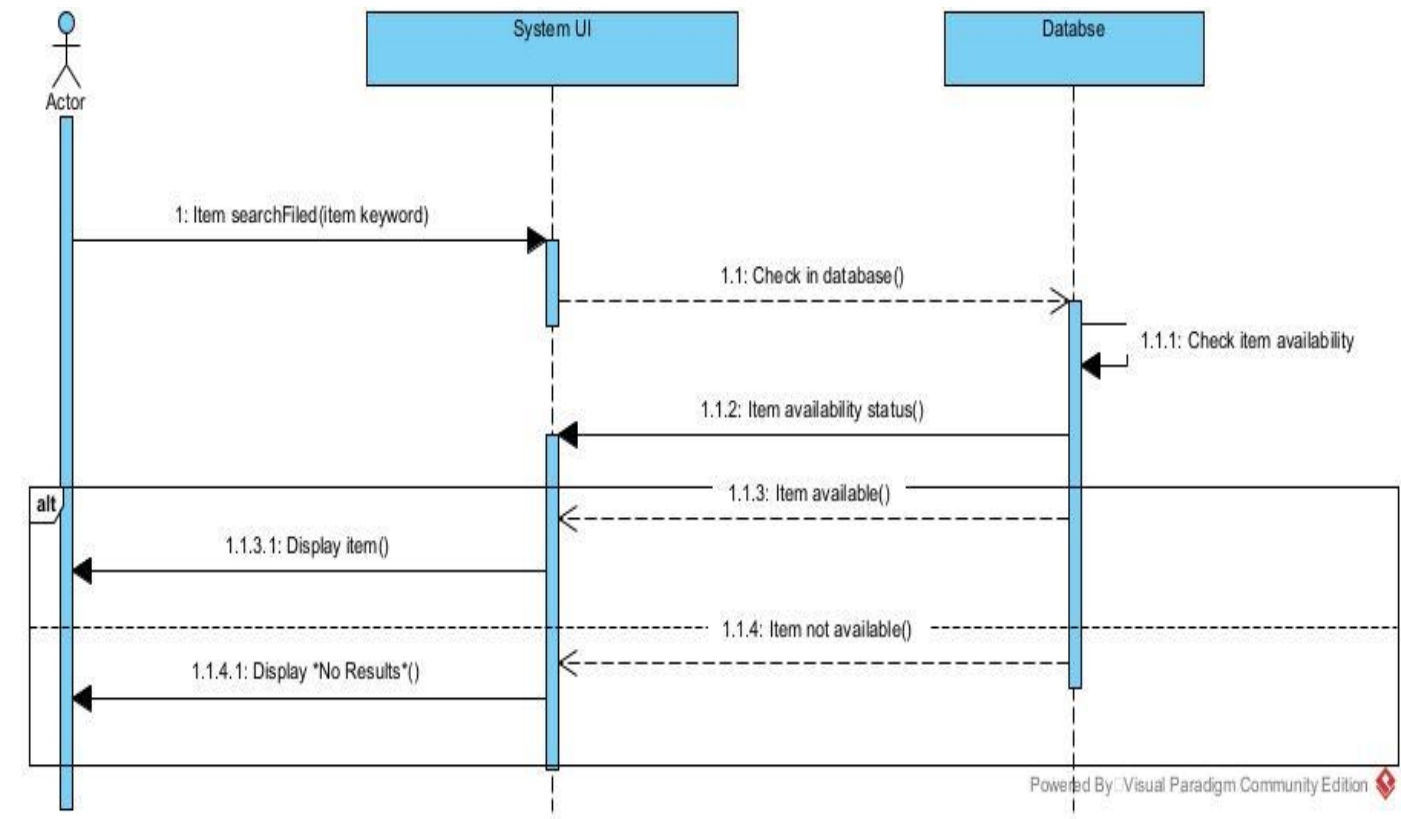 System UI
Databse
Actor
1: Item searchFiled(item keyword)
1.1: Check in database()
1.1.1: Check item availability
1.1.2: Item availability status()
alt
1.1.3: Item available()
1.1.3.1: Display item()
1.1.4: Item not available()
1.1.4.1: Display *No Results*()
Powered By Visual Paradigm Community Edition